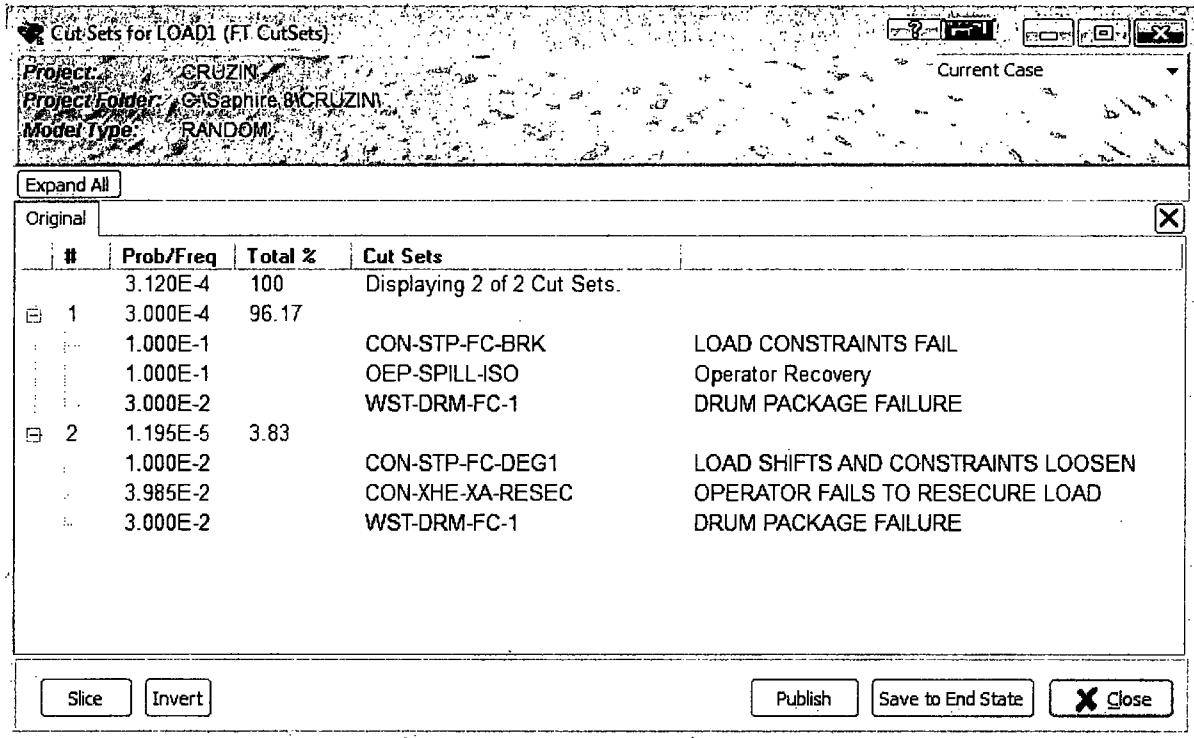 Cut Sets for LOAD1 (FT CutSets)
Project: CRUZIN
Current Case
Project Folder: C:\Saphire 8\CRUZIN\
Model Type: RANDOM
Expand All
Original
# Prob/Freq Total % Cut Sets
3.120E-4 100 Displaying 2 of 2 Cut Sets.
1 3.000E-4 96.17
1.000E-1 CON-STP-FC-BRK LOAD CONSTRAINTS FAIL
1.000E-1 OEP-SPILL-ISO Operator Recovery
3.000E-2 WST-DRM-FC-1 DRUM PACKAGE FAILURE
2 1.195E-5 3.83
1.000E-2 CON-STP-FC-DEG1 LOAD SHIFTS AND CONSTRAINTS LOOSEN
3.985E-2 CON-XHE-XA-RESEC OPERATOR FAILS TO RESECURE LOAD
3.000E-2 WST-DRM-FC-1 DRUM PACKAGE FAILURE
Slice Invert Publish Save to End State Close